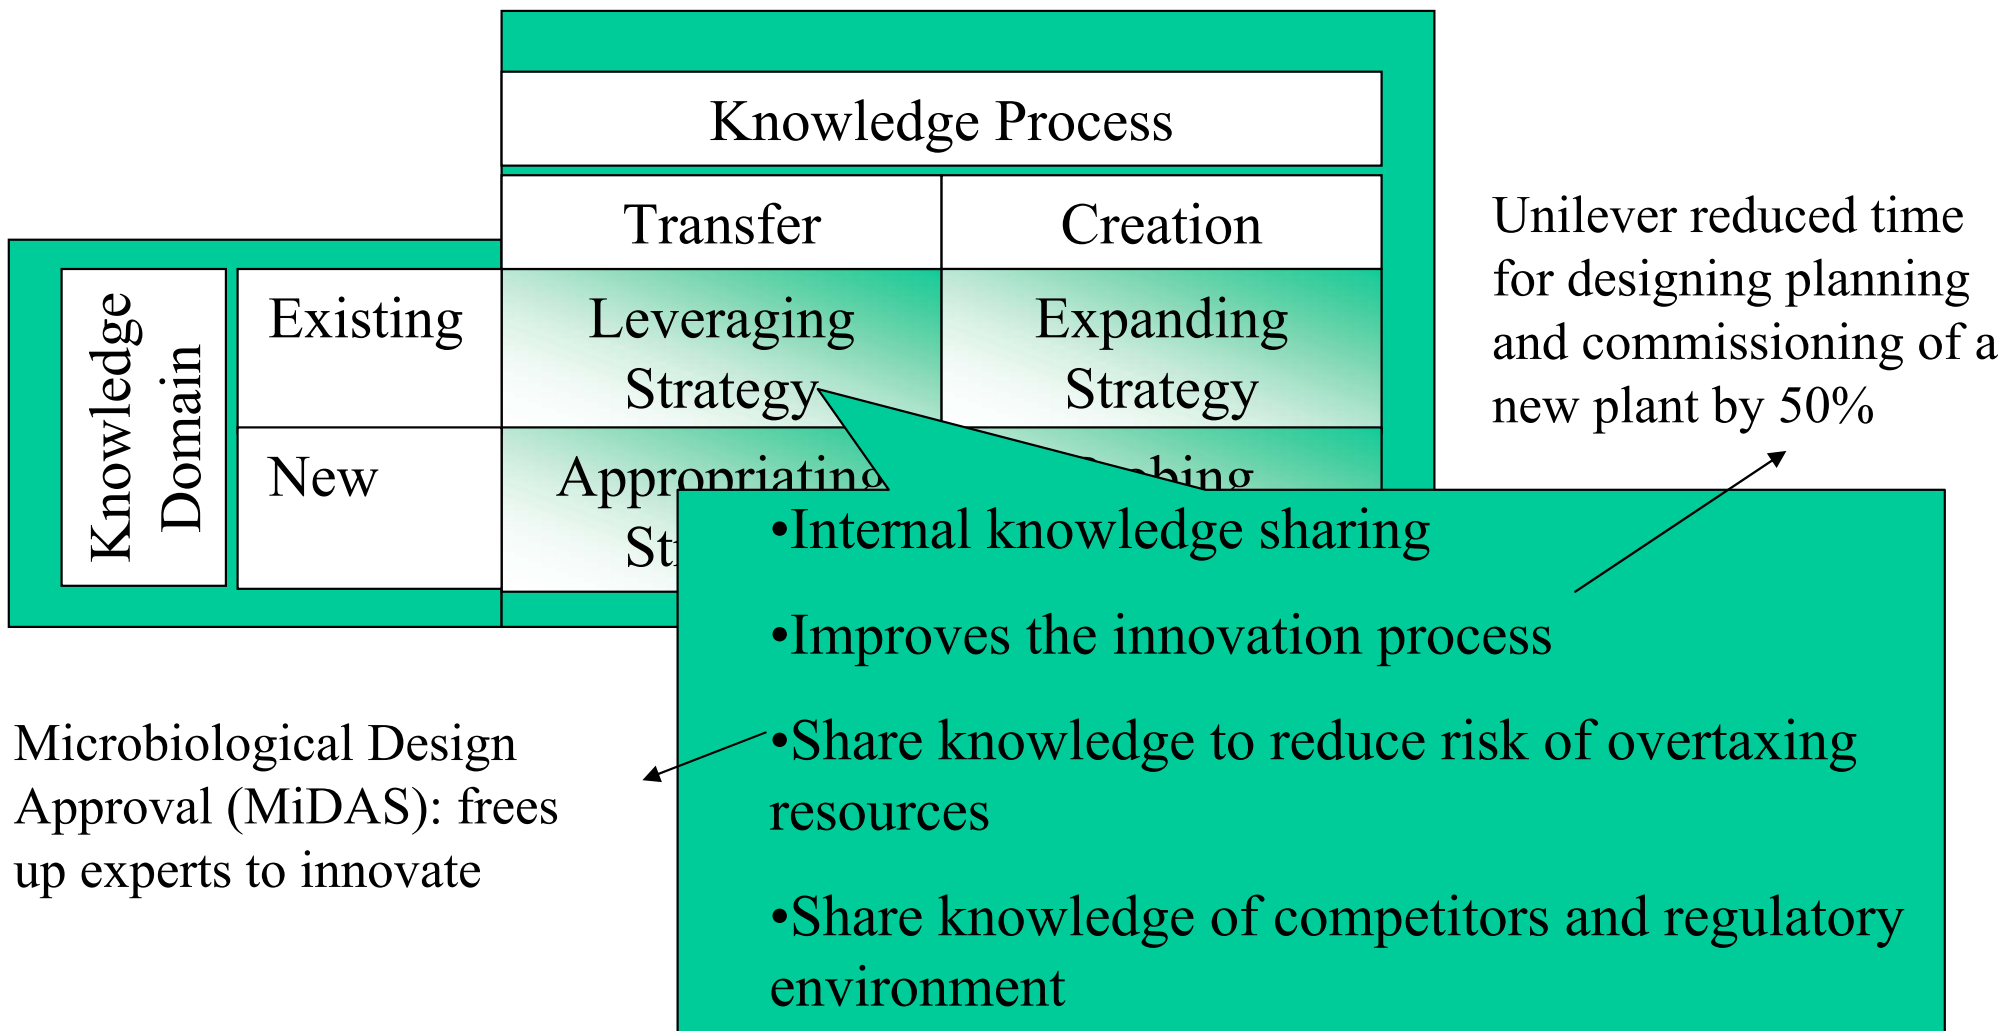 Knowledge Process
Transfer
Creation
Knowledge
Domain
Existing
Leveraging
Strategy
Expanding
Strategy
New
Appropriating
Unilever reduced time
for designing planning
and commissioning of a
new plant by 50%
•Internal knowledge sharing
•Improves the innovation process
•Share knowledge to reduce risk of overtaxing
resources
•Share knowledge of competitors and regulatory
environment
Microbiological Design
Approval (MiDAS): frees
up experts to innovate